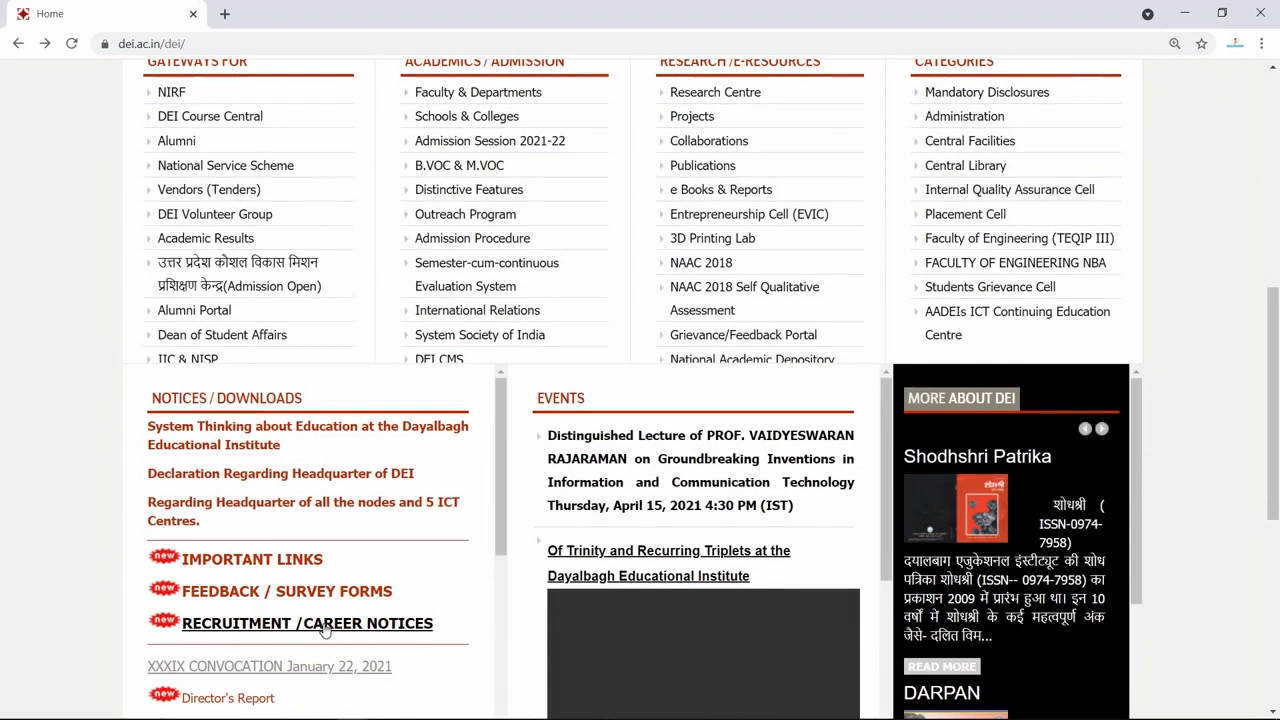 Home
dei.ac.in/dei/
GATEWAYS FOR
NIRF
DEI Course Central
Alumni
National Service Scheme
Vendors (Tenders)
DEI Volunteer Group
Academic Results
उत्तर प्रदेश कौशल विकास मिशन
प्रशिक्षण केन्द्र(Admission Open)
Alumni Portal
Dean of Student Affairs
IIC & NISP
ACADEMICS / ADMISSION
Faculty & Departments
Schools & Colleges
Admission Session 2021-22
B.VOC & M.VOC
Distinctive Features
Outreach Program
Admission Procedure
Semester-cum-continuous
Evaluation System
International Relations
System Society of India
DEI CMS
RESEARCH /E-RESOURCES
Research Centre
Projects
Collaborations
Publications
e Books & Reports
Entrepreneurship Cell (EVIC)
3D Printing Lab
NAAC 2018
NAAC 2018 Self Qualitative
Assessment
Grievance/Feedback Portal
National Academic Depository
CATEGORIES
Mandatory Disclosures
Administration
Central Facilities
Central Library
Internal Quality Assurance Cell
Placement Cell
Faculty of Engineering (TEQIP III)
FACULTY OF ENGINEERING NBA
Students Grievance Cell
AADEIs ICT Continuing Education
Centre
NOTICES / DOWNLOADS
System Thinking about Education at the Dayalbagh
Educational Institute
Declaration Regarding Headquarter of DEI
Regarding Headquarter of all the nodes and 5 ICT
Centres.
new IMPORTANT LINKS
new FEEDBACK / SURVEY FORMS
new RECRUITMENT /CAREER NOTICES
XXXIX CONVOCATION January 22, 2021
new Director's Report
EVENTS
Distinguished Lecture of PROF. VAIDYESWARAN
RAJARAMAN on Groundbreaking Inventions in
Information and Communication Technology
Thursday, April 15, 2021 4:30 PM (IST)
Of Trinity and Recurring Triplets at the
Dayalbagh Educational Institute
MORE ABOUT DEI
Shodhshri Patrika
शोधश्री (
ISSN-0974-
7958)
दयालबाग एजुकेशनल इंस्टीट्यूट की शोध
पत्रिका शोधश्री (ISSN-- 0974-7958) का
प्रकाशन 2009 में प्रारंभ हुआ था। इन 10
वर्षों में शोधश्री के कई महत्वपूर्ण अंक
जैसे- दलित विम...
READ MORE
DARPAN